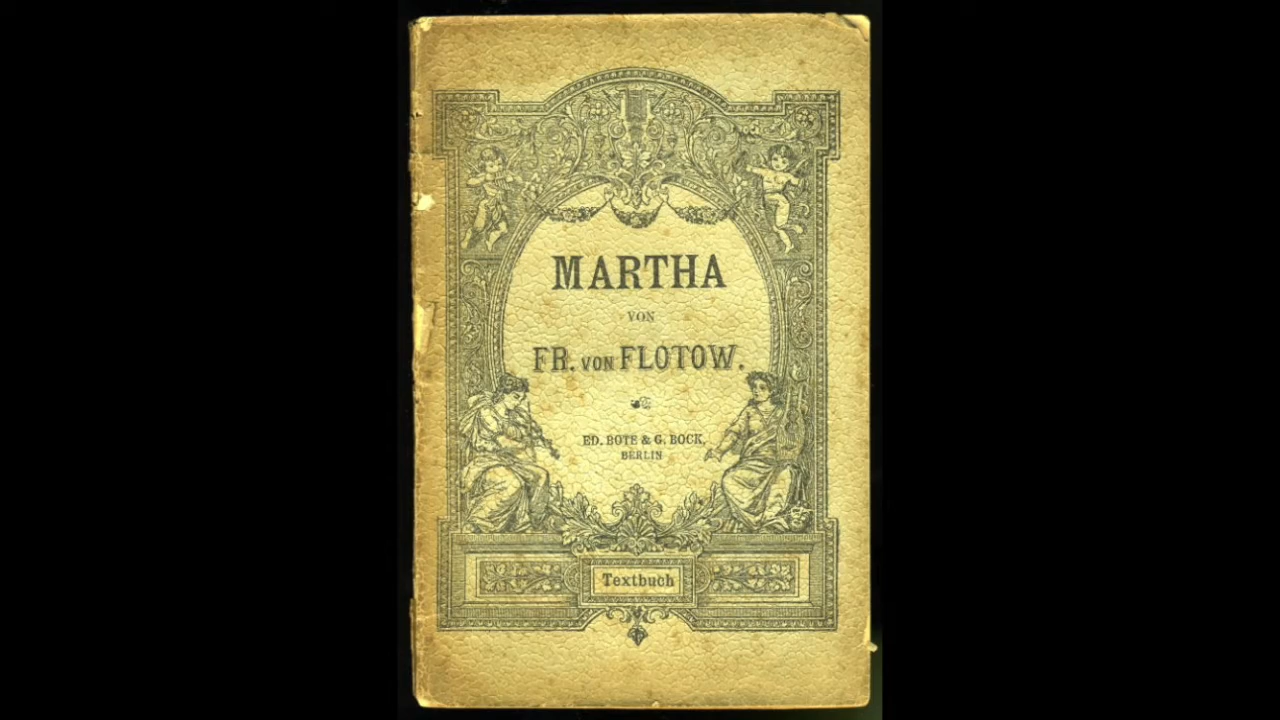 MARTHA
VON
FR. VON FLOTOW.
ED. BOTE & G. BOCK,
BERLIN
Textbuch